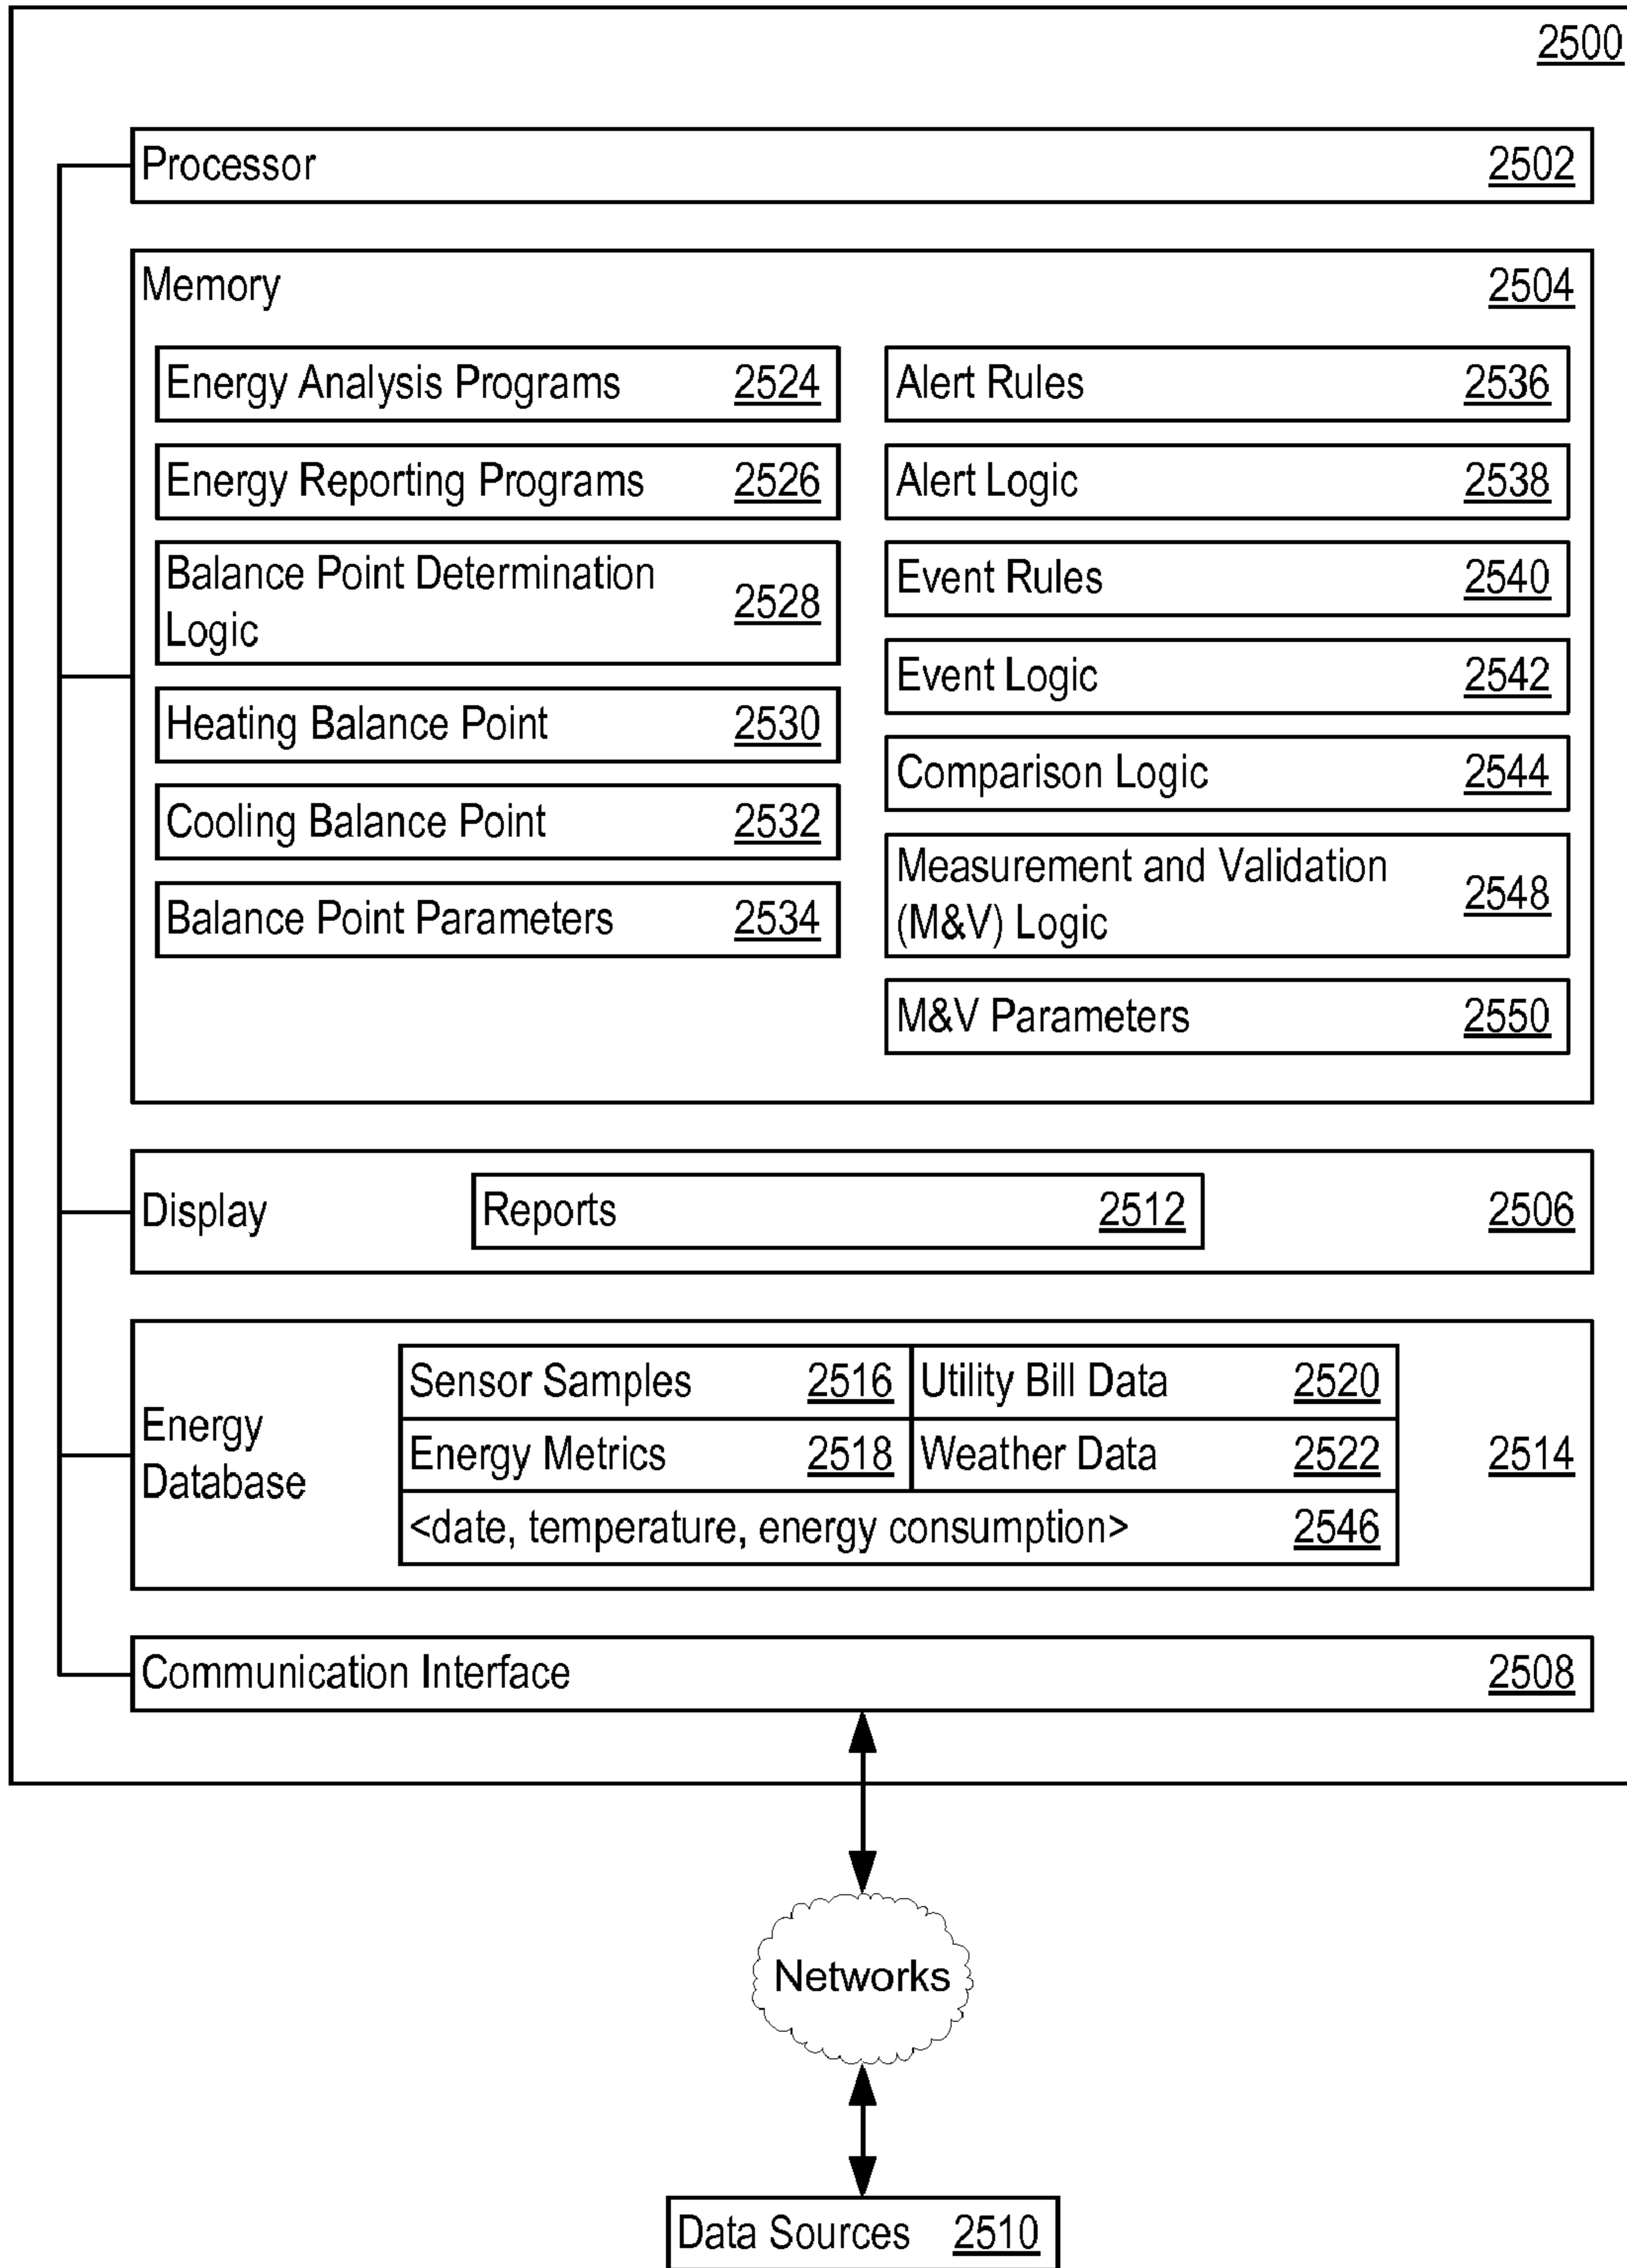 2500
Processor 2502
Memory 2504
Energy Analysis Programs 2524
Energy Reporting Programs 2526
Balance Point Determination
Logic 2528
Heating Balance Point 2530
Cooling Balance Point 2532
Balance Point Parameters 2534
Alert Rules 2536
Alert Logic 2538
Event Rules 2540
Event Logic 2542
Comparison Logic 2544
Measurement and Validation
(M&V) Logic 2548
M&V Parameters 2550
Display 2506
Reports 2512
Energy
Database 2514
Sensor Samples 2516
Utility Bill Data 2520
Energy Metrics 2518
Weather Data 2522
<date, temperature, energy consumption> 2546
Communication Interface 2508
Networks
Data Sources 2510